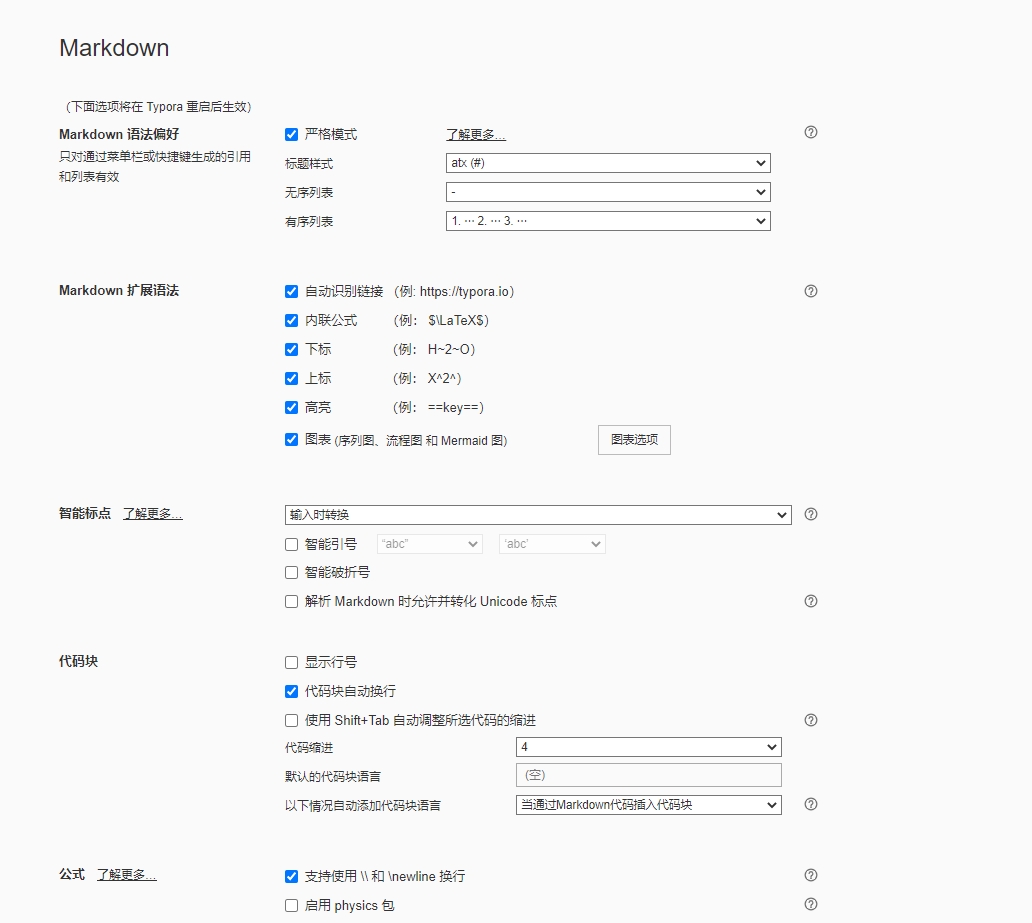 Markdown
（下面选项将在 Typora 重启后生效）
Markdown 语法偏好
只对通过菜单栏或快捷键生成的引用
和列表有效
严格模式 了解更多...
标题样式 atx (#)
无序列表 -
有序列表 1. ··· 2. ··· 3. ···
Markdown 扩展语法
自动识别链接 （例: https://typora.io）
内联公式 （例： $\LaTeX$）
下标 （例： H~2~O）
上标 （例： X^2^）
高亮 （例： ==key==）
图表 (序列图、流程图 和 Mermaid 图) 图表选项
智能标点 了解更多... 输入时转换
智能引号 “abc” ‘abc’
智能破折号
解析 Markdown 时允许并转化 Unicode 标点
代码块
显示行号
代码块自动换行
使用 Shift+Tab 自动调整所选代码的缩进
代码缩进 4
默认的代码块语言 （空）
以下情况自动添加代码块语言 当通过Markdown代码插入代码块
公式 了解更多... 支持使用 \\ 和 \newline 换行
启用 physics 包